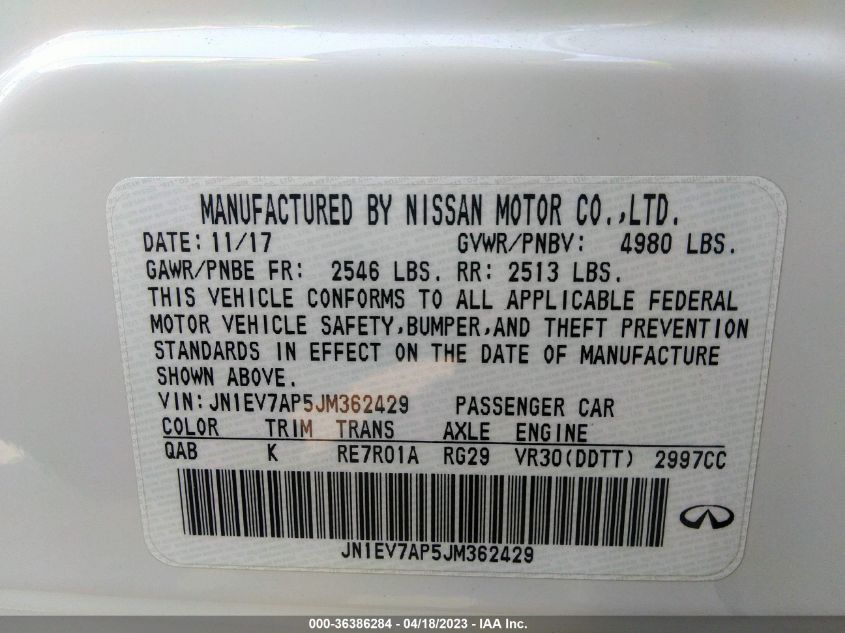 MANUFACTURED BY NISSAN MOTOR CO.,LTD.
DATE: 11/17 GVWR/PNBV: 4980 LBS.
GAWR/PNBE FR: 2546 LBS. RR: 2513 LBS.
THIS VEHICLE CONFORMS TO ALL APPLICABLE FEDERAL
MOTOR VEHICLE SAFETY,BUMPER,AND THEFT PREVENTION
STANDARDS IN EFFECT ON THE DATE OF MANUFACTURE
SHOWN ABOVE.
VIN:JN1EV7AP5JM362429 PASSENGER CAR
COLOR TRIM TRANS AXLE ENGINE
QAB K RE7R01A RG29 VR30(DDTT) 2997CC
JN1EV7AP5JM362429
000-36386284 - 04/18/2023 - IAA Inc.